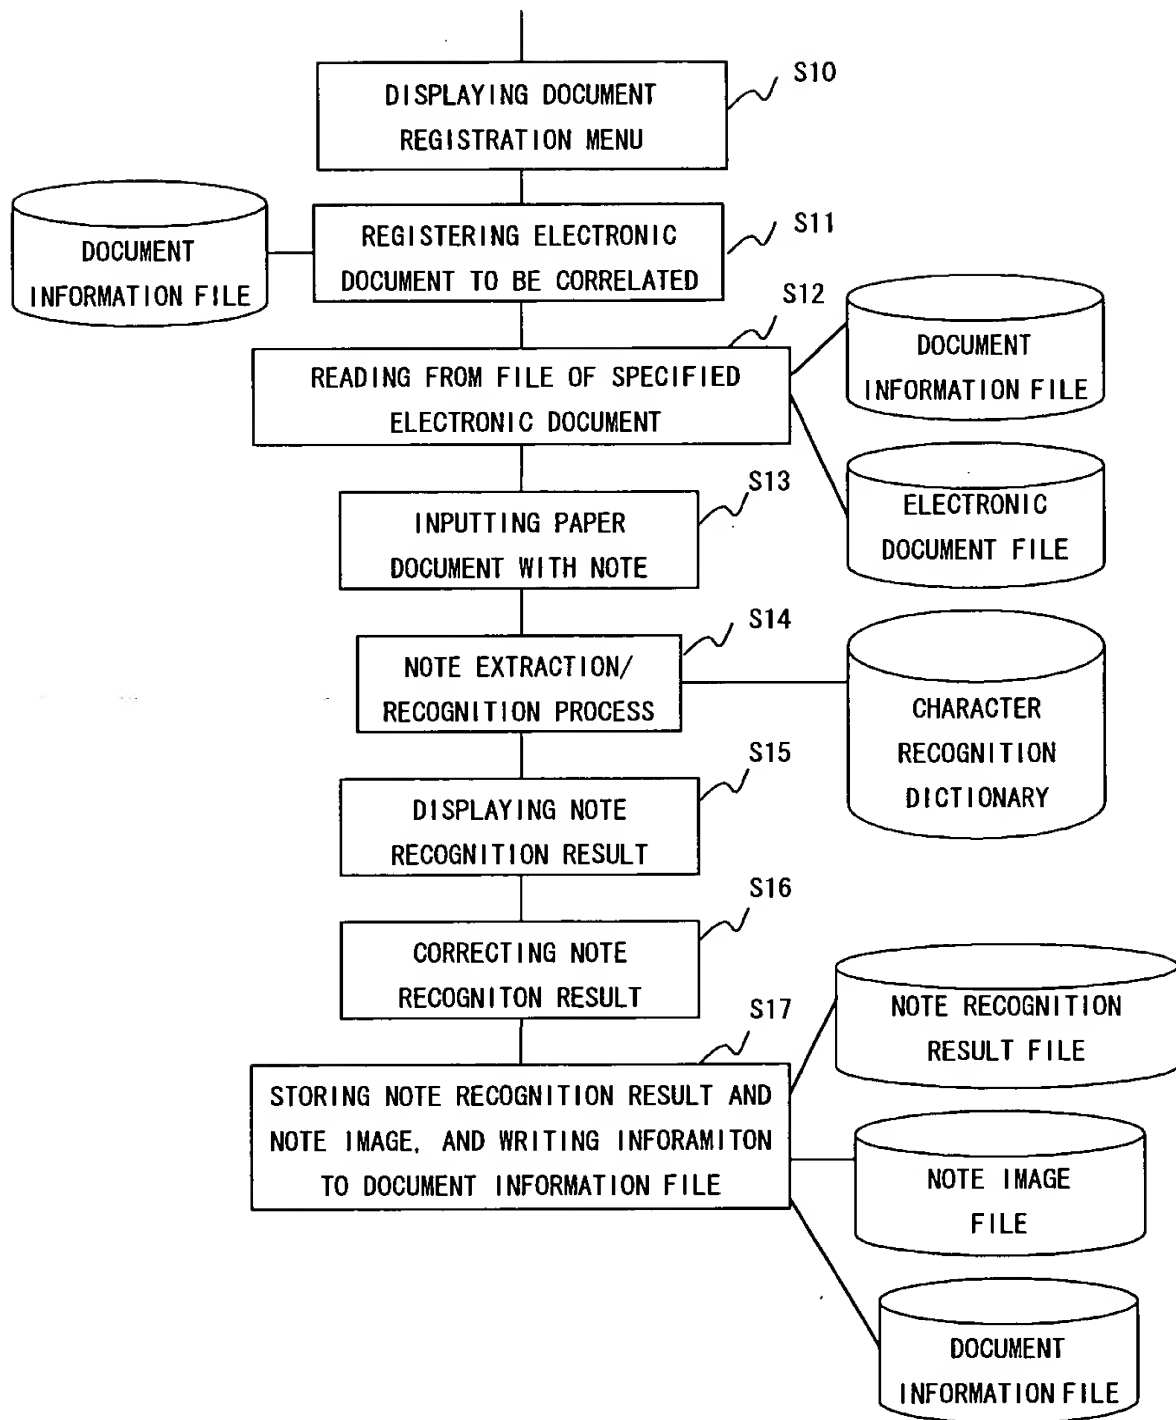 S10
DISPLAYING DOCUMENT
REGISTRATION MENU
S11
DOCUMENT
INFORMATION FILE
REGISTERING ELECTRONIC
DOCUMENT TO BE CORRELATED
S12
READING FROM FILE OF SPECIFIED
ELECTRONIC DOCUMENT
DOCUMENT
INFORMATION FILE
ELECTRONIC
DOCUMENT FILE
S13
INPUTTING PAPER
DOCUMENT WITH NOTE
S14
NOTE EXTRACTION/
RECOGNITION PROCESS
CHARACTER
RECOGNITION
DICTIONARY
S15
DISPLAYING NOTE
RECOGNITION RESULT
S16
CORRECTING NOTE
RECOGNITON RESULT
S17
STORING NOTE RECOGNITION RESULT AND
NOTE IMAGE, AND WRITING INFORAMITON
TO DOCUMENT INFORMATION FILE
NOTE RECOGNITION
RESULT FILE
NOTE IMAGE
FILE
DOCUMENT
INFORMATION FILE